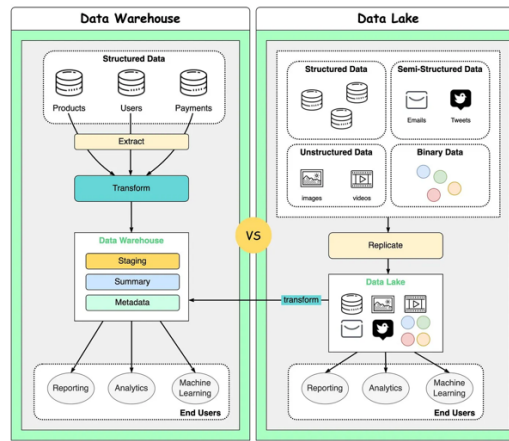 Data Warehouse
Structured Data
Products Users Payments
Extract
Transform
Data Warehouse
Staging
Summary
Metadata
Reporting
Analytics
Machine
Learning
End Users
VS
Data Lake
Structured Data
Semi-Structured Data
Emails Tweets
Unstructured Data
images videos
Binary Data
Replicate
Data Lake
transform
Reporting
Analytics
Machine
Learning
End Users